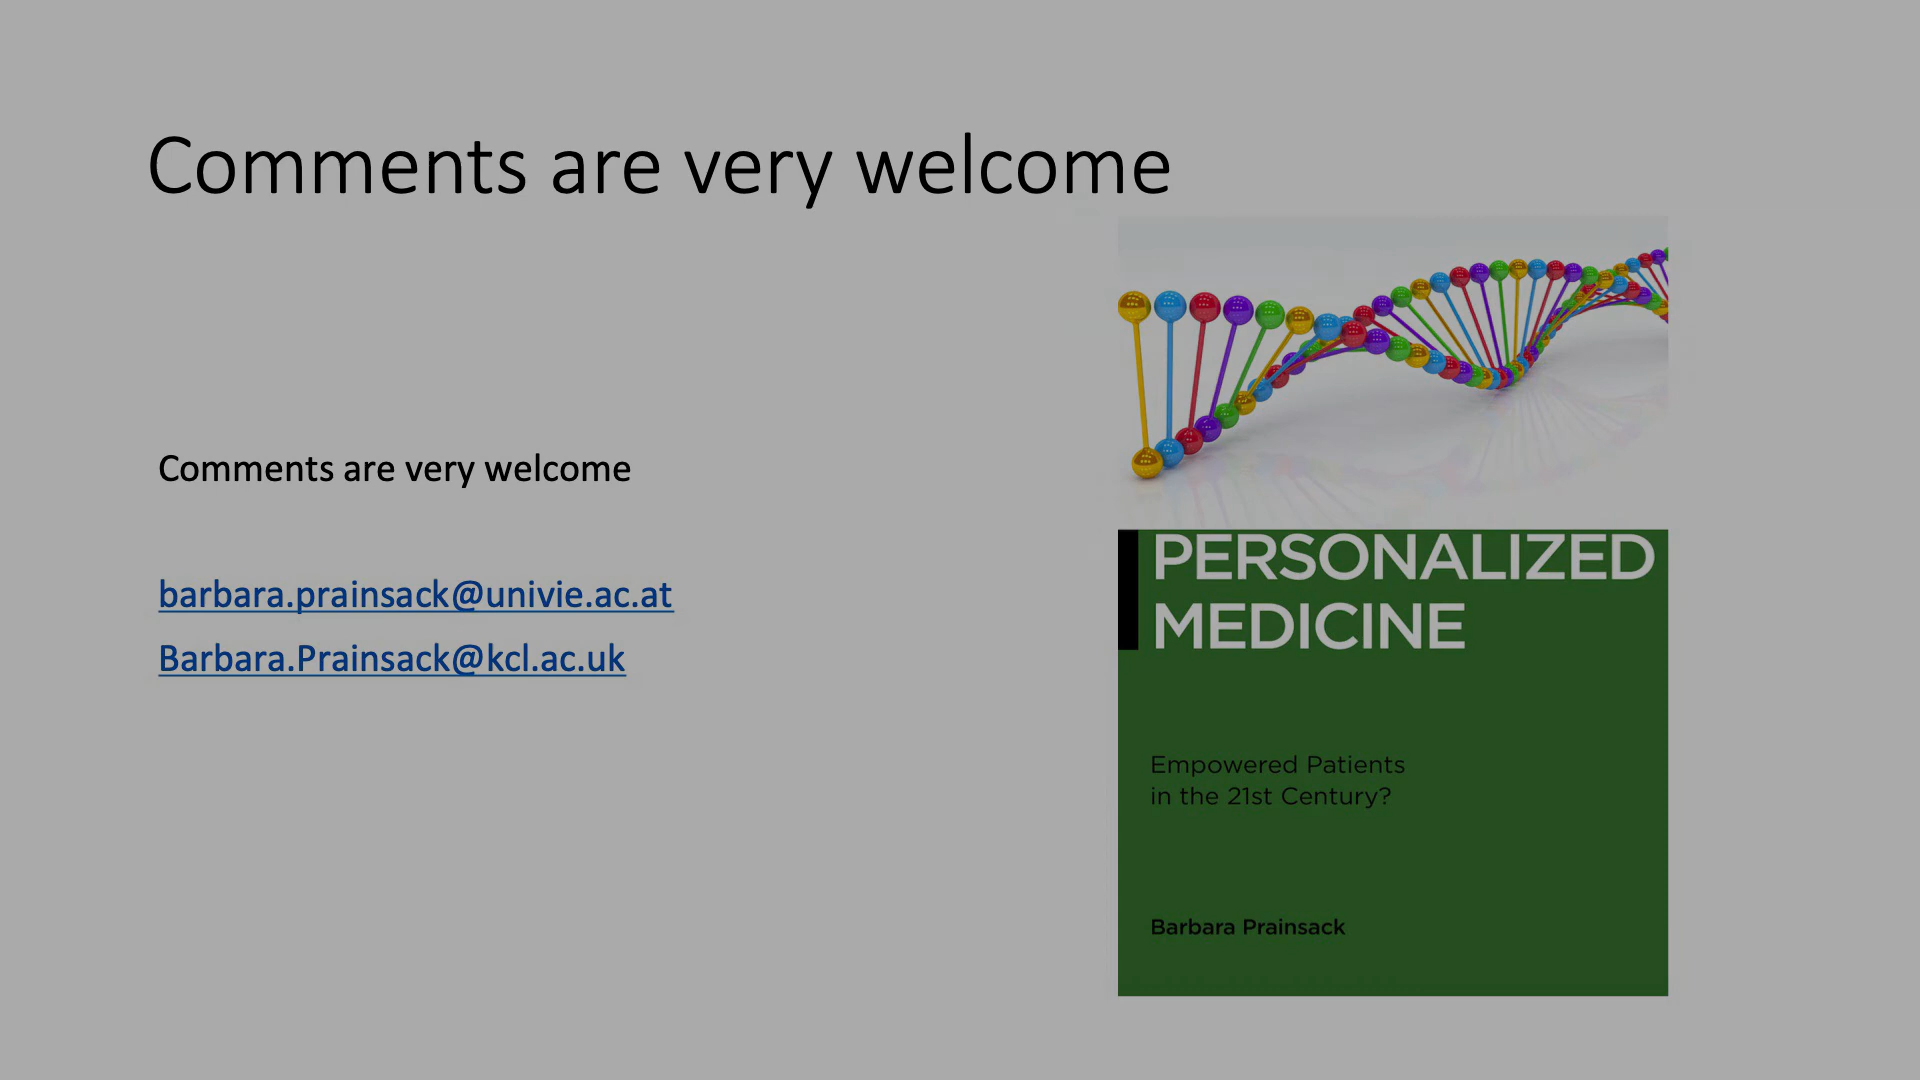 Comments are very welcome
Comments are very welcome
barbara.prainsack@univie.ac.at
Barbara.Prainsack@kcl.ac.uk
PERSONALIZED
MEDICINE
Empowered Patients
in the 21st Century?
Barbara Prainsack